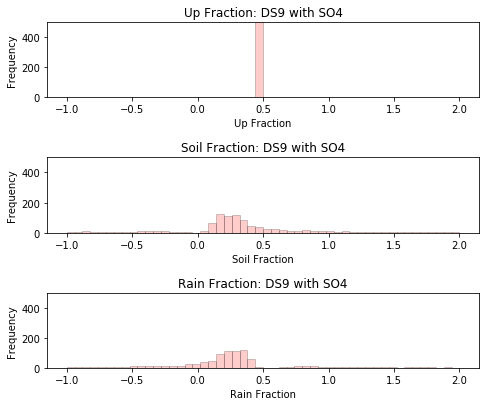 Up Fraction: DS9 with SO4
400
200
0
Frequency
−1.0 −0.5 0.0 0.5 1.0 1.5 2.0
Up Fraction
Soil Fraction: DS9 with SO4
400
200
0
Frequency
−1.0 −0.5 0.0 0.5 1.0 1.5 2.0
Soil Fraction
Rain Fraction: DS9 with SO4
400
200
0
Frequency
−1.0 −0.5 0.0 0.5 1.0 1.5 2.0
Rain Fraction